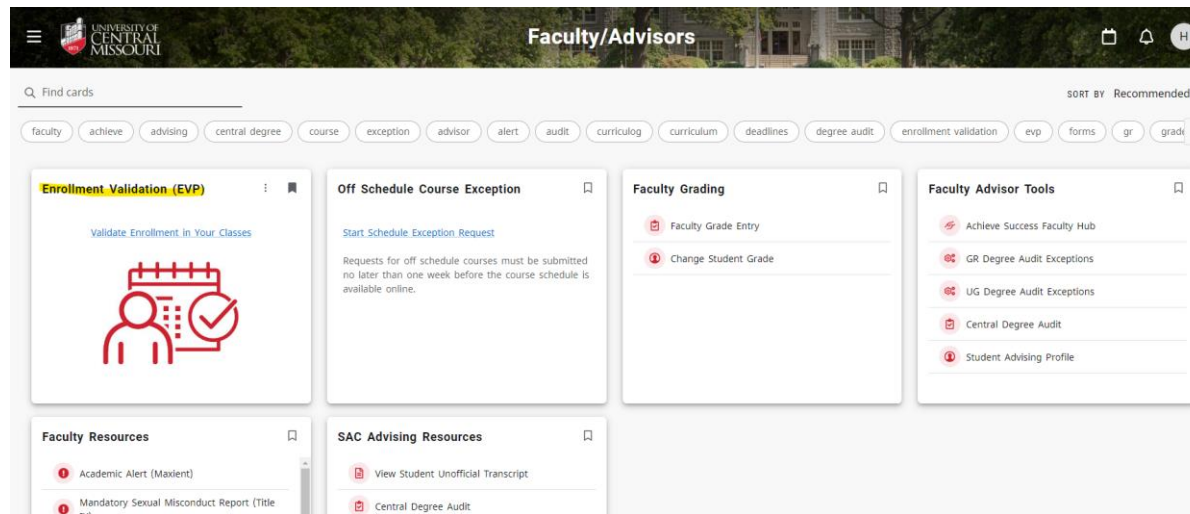 UNIVERSITY OF
CENTRAL
MISSOURI
Faculty/Advisors
H
Find cards
SORT BY Recommended
faculty achieve advising central degree course exception advisor alert audit curriculog curriculum deadlines degree audit enrollment validation evp forms gr grade
Enrollment Validation (EVP)
Validate Enrollment in Your Classes
Off Schedule Course Exception
Start Schedule Exception Request
Requests for off schedule courses must be submitted
no later than one week before the course schedule is
available online.
Faculty Grading
Faculty Grade Entry
Change Student Grade
Faculty Advisor Tools
Achieve Success Faculty Hub
GR Degree Audit Exceptions
UG Degree Audit Exceptions
Central Degree Audit
Student Advising Profile
Faculty Resources
Academic Alert (Maxient)
Mandatory Sexual Misconduct Report (Title
SAC Advising Resources
View Student Unofficial Transcript
Central Degree Audit